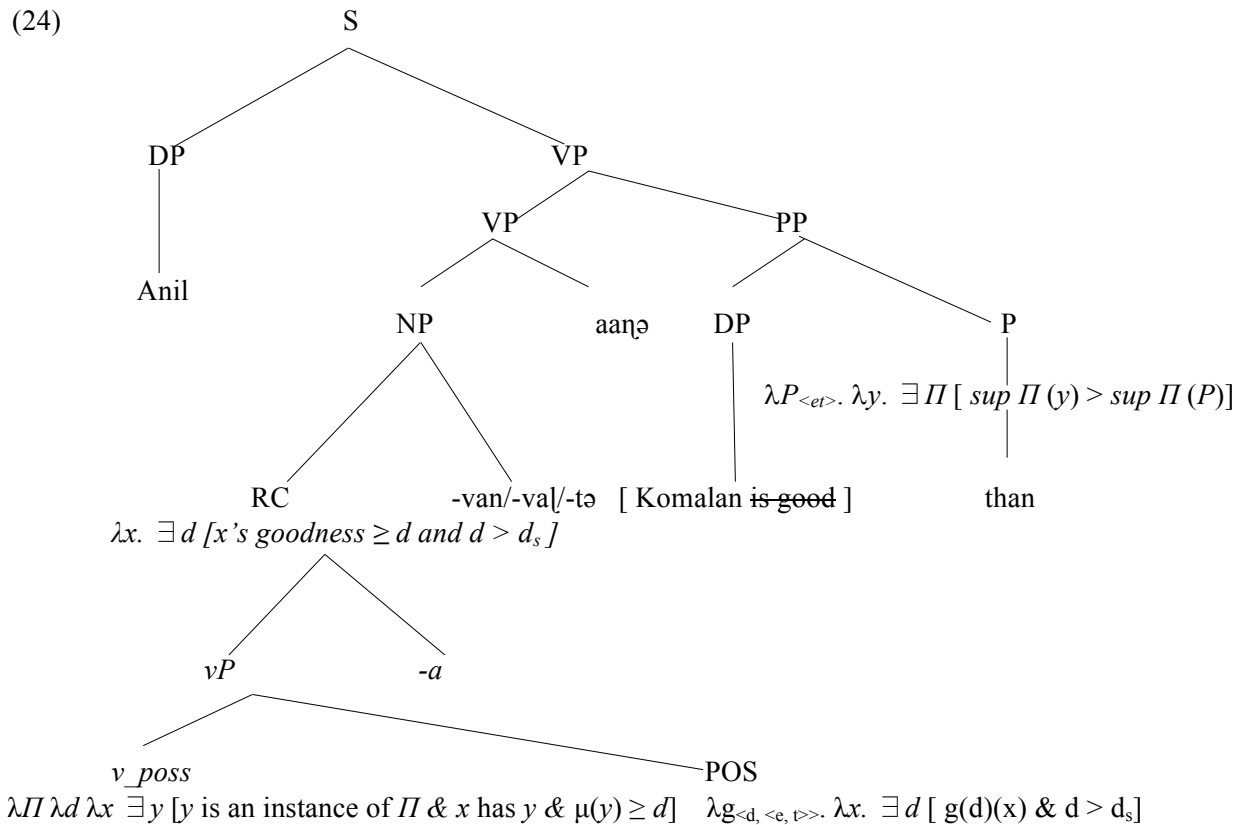 (24) S
DP VP
VP PP
Anil
NP aaɳə DP P
λP<et>. λy. ∃Π [ sup Π (y) > sup Π (P)]
RC -van/-vaɭ/-tə [ Komalan is good ] than
λx. ∃d [x’s goodness ≥ d and d > ds ]
vP -a
v_poss POS
λΠ λd λx ∃y [y is an instance of Π & x has y & μ(y) ≥ d] λg<d, <e, t>>. λx. ∃d [ g(d)(x) & d > ds]